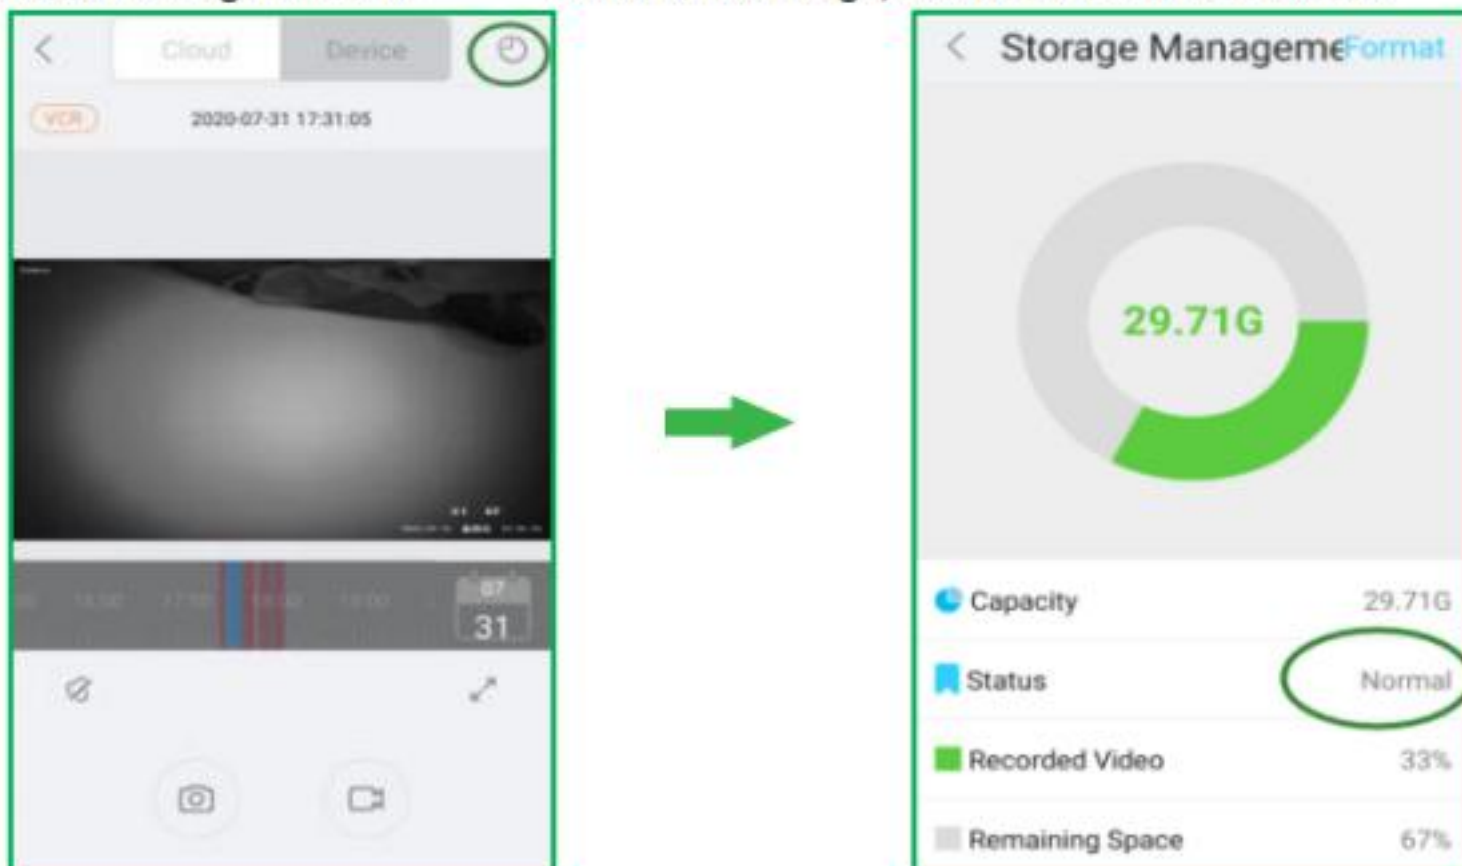 Cloud
Device
VCR
2020-07-31 17:31:05
07
31
Storage Manageme
Format
29.71G
Capacity
29.71G
Status
Normal
Recorded Video
33%
Remaining Space
67%